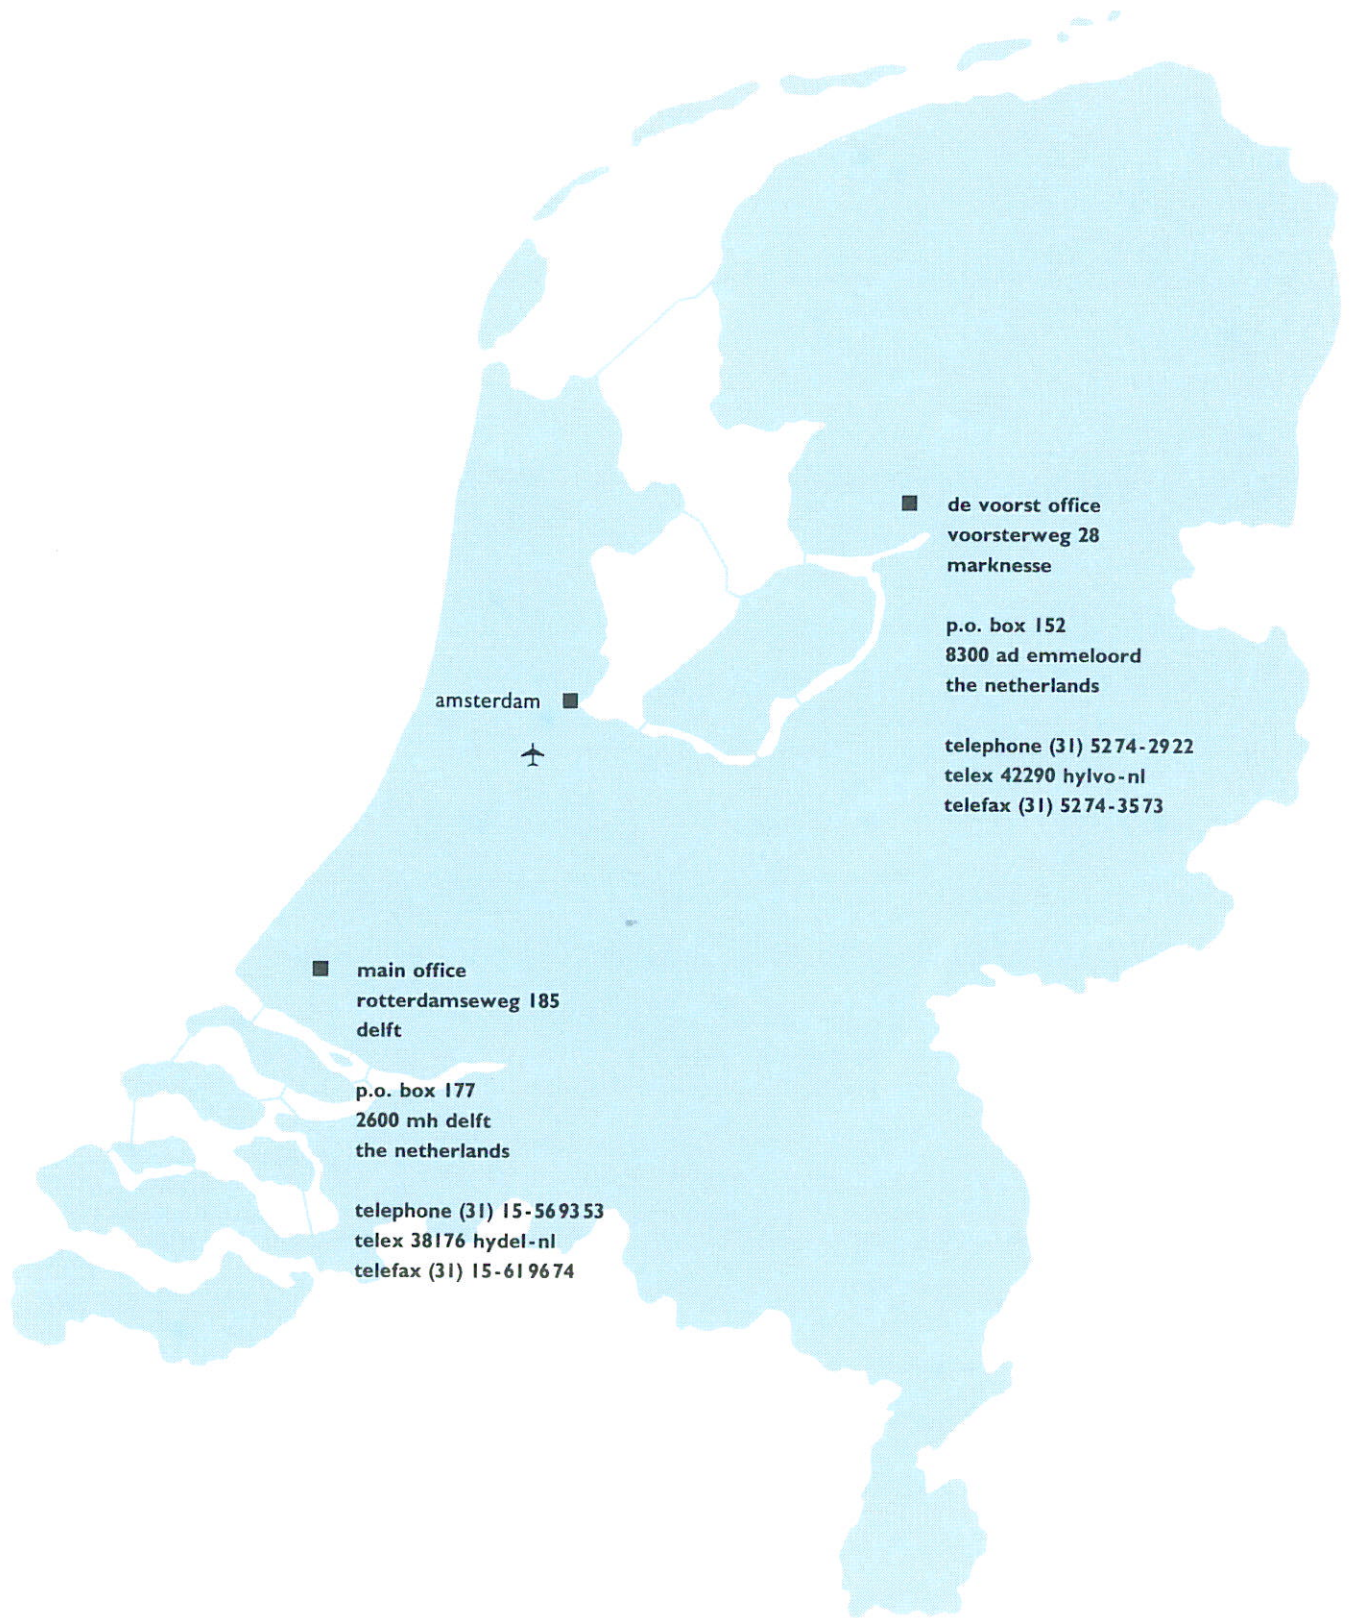 de voorst office
voorsterweg 28
marknesse
p.o. box 152
8300 ad emmeloord
the netherlands
telephone (31) 5274-2922
telex 42290 hylvo-nl
telefax (31) 5274-3573
amsterdam
main office
rotterdamseweg 185
delft
p.o. box 177
2600 mh delft
the netherlands
telephone (31) 15-569353
telex 38176 hydel-nl
telefax (31) 15-619674